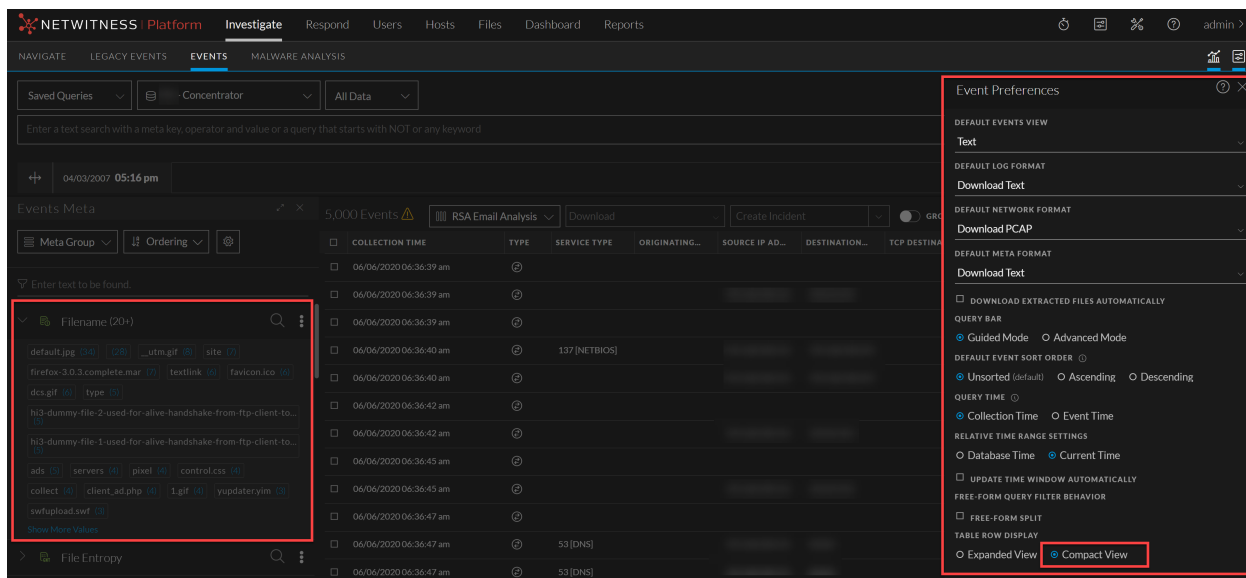 NETWITNESS Platform Investigate Respond Users Hosts Files Dashboard Reports admin >
NAVIGATE LEGACY EVENTS EVENTS MALWARE ANALYSIS
Saved Queries - Concentrator All Data
Enter a text search with a meta key, operator and value or a query that starts with NOT or any keyword
04/03/2007 05:16 pm
Events Meta
Meta Group Ordering
Enter text to be found.
Filename (20+)
default.jpg (34) (28) __utm.gif (9) site (7)
firefox-3.0.3.complete.mar (7) textlink (6) favicon.ico (6)
dcs.gif (6) type (5)
hi3-dummy-file-2-used-for-alive-handshake-from-ftp-client-to...
(5)
hi3-dummy-file-1-used-for-alive-handshake-from-ftp-client-to...
(5)
ads (5) servers (4) pixel (4) control.css (4)
collect (4) client_ad.php (4) 1.gif (4) yupdater.yim (3)
swfupload.swf (3)
Show More Values
File Entropy
5,000 Events RSA Email Analysis Download Create Incident GRO
COLLECTION TIME TYPE SERVICE TYPE ORIGINATING... SOURCE IP AD... DESTINATION... TCP DESTINA
06/06/2020 06:36:39 am
06/06/2020 06:36:39 am
06/06/2020 06:36:39 am
06/06/2020 06:36:40 am 137 [NETBIOS]
06/06/2020 06:36:40 am
06/06/2020 06:36:42 am
06/06/2020 06:36:42 am
06/06/2020 06:36:45 am
06/06/2020 06:36:45 am
06/06/2020 06:36:47 am
06/06/2020 06:36:47 am 53 [DNS]
06/06/2020 06:36:47 am 53 [DNS]
Event Preferences
DEFAULT EVENTS VIEW
Text
DEFAULT LOG FORMAT
Download Text
DEFAULT NETWORK FORMAT
Download PCAP
DEFAULT META FORMAT
Download Text
DOWNLOAD EXTRACTED FILES AUTOMATICALLY
QUERY BAR
Guided Mode Advanced Mode
DEFAULT EVENT SORT ORDER
Unsorted (default) Ascending Descending
QUERY TIME
Collection Time Event Time
RELATIVE TIME RANGE SETTINGS
Database Time Current Time
UPDATE TIME WINDOW AUTOMATICALLY
FREE-FORM QUERY FILTER BEHAVIOR
FREE-FORM SPLIT
TABLE ROW DISPLAY
Expanded View Compact View